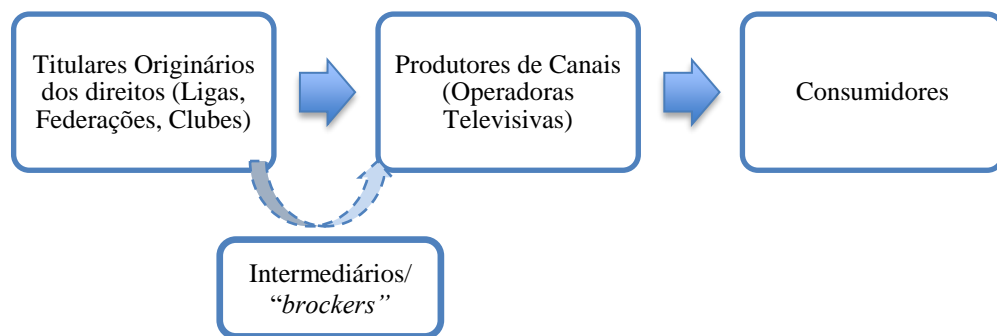 Titulares Originários
dos direitos (Ligas,
Federações, Clubes)
Produtores de Canais
(Operadoras
Televisivas)
Consumidores
Intermediários/
“brockers”